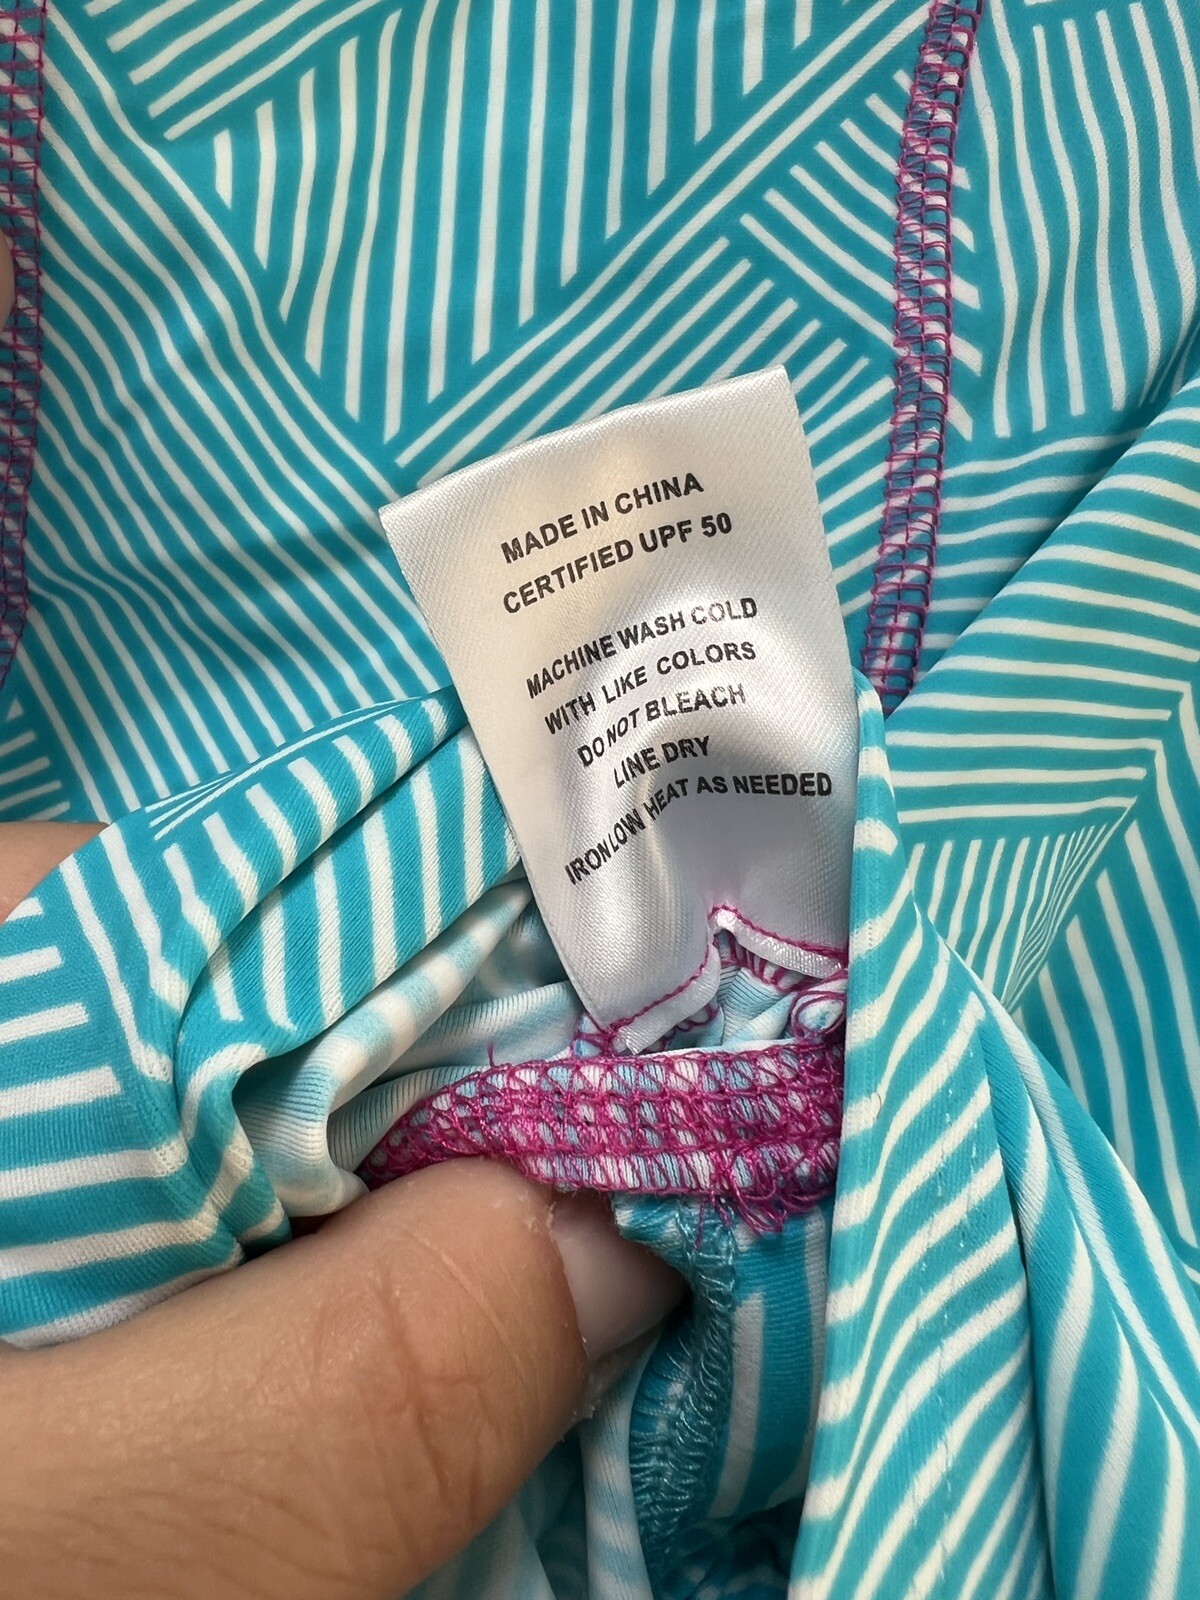 MADE IN CHINA
CERTIFIED UPF 50
MACHINE WASH COLD
WITH LIKE COLORS
DO NOT BLEACH
LINE DRY
IRON LOW HEAT AS NEEDED